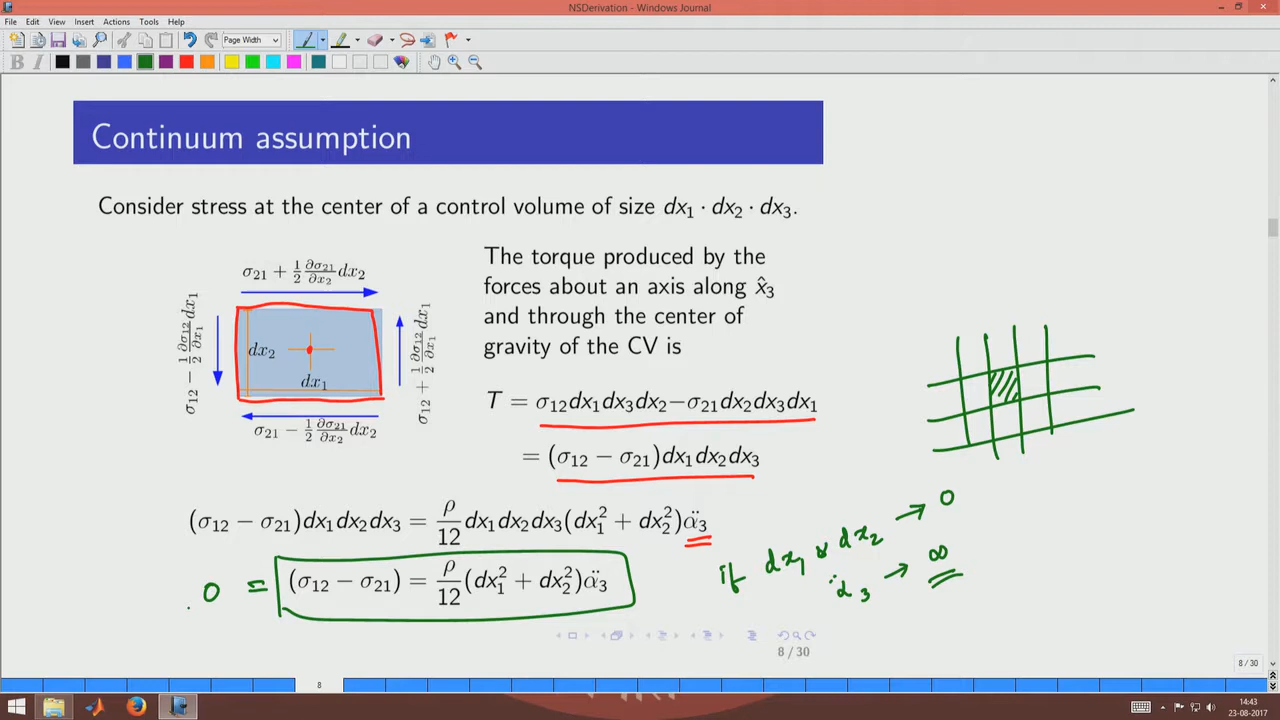 NSDerivation - Windows Journal
File Edit View Insert Actions Tools Help
Page Width
B I
Continuum assumption
Consider stress at the center of a control volume of size dx₁ · dx₂ · dx₃.
σ₂₁ + ½ ∂σ₂₁/∂x₂ dx₂
σ₁₂ − ½ ∂σ₁₂/∂x₁ dx₁
dx₂
dx₁
σ₁₂ + ½ ∂σ₁₂/∂x₁ dx₁
σ₂₁ − ½ ∂σ₂₁/∂x₂ dx₂
The torque produced by the
forces about an axis along x̂₃
and through the center of
gravity of the CV is
T = σ₁₂dx₁dx₃dx₂−σ₂₁dx₂dx₃dx₁
= (σ₁₂ − σ₂₁)dx₁dx₂dx₃
(σ₁₂ − σ₂₁)dx₁dx₂dx₃ = ρ/12 dx₁dx₂dx₃(dx₁² + dx₂²)α̈₃
0 = (σ₁₂ − σ₂₁) = ρ/12 (dx₁² + dx₂²)α̈₃
if dx₁ & dx₂ → 0
α̈₃ → ∞
8 / 30
8 / 30
8
14:43
23-08-2017